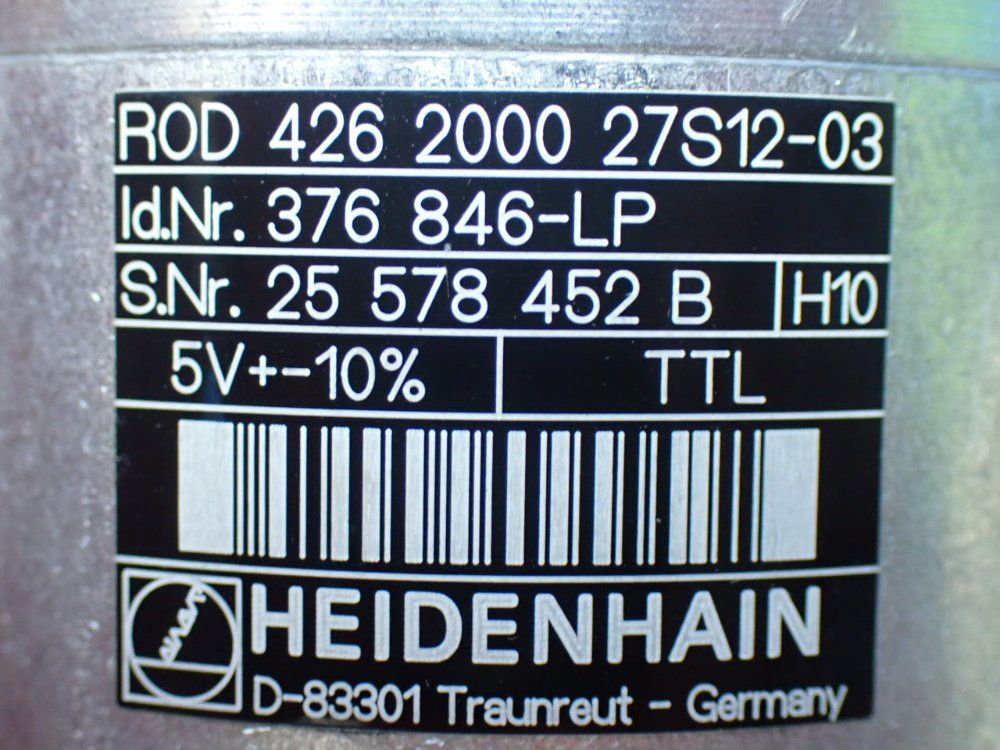 ROD 426 2000 27S12-03
Id.Nr. 376 846-LP
S.Nr. 25 578 452 B H10
5V+-10% TTL
HEIDENHAIN
D-83301 Traunreut - Germany